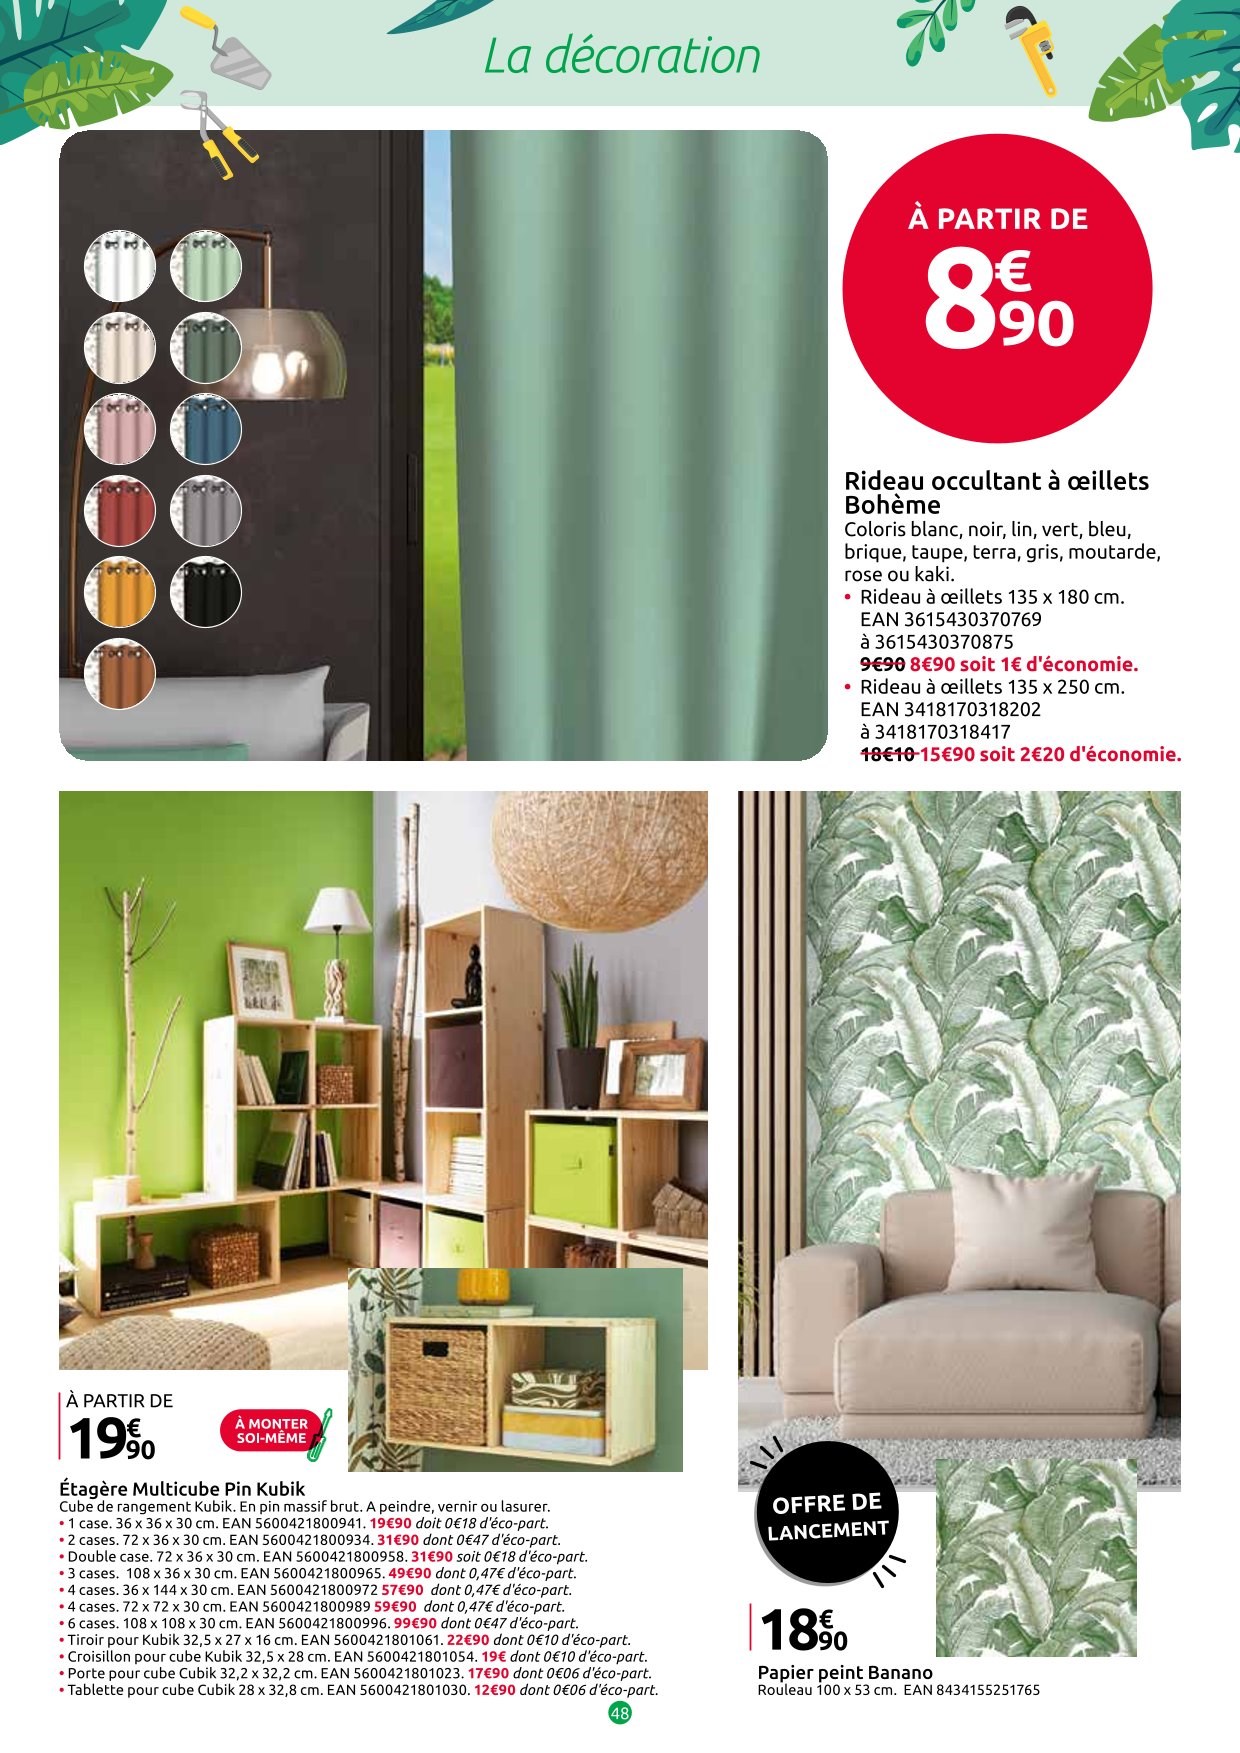 La décoration
À PARTIR DE
8€90
Rideau occultant à œillets
Bohème
Coloris blanc, noir, lin, vert, bleu,
brique, taupe, terra, gris, moutarde,
rose ou kaki.
• Rideau à œillets 135 x 180 cm.
EAN 3615430370769
à 3615430370875
9€90 8€90 soit 1€ d'économie.
• Rideau à œillets 135 x 250 cm.
EAN 3418170318202
à 3418170318417
18€10 15€90 soit 2€20 d'économie.
À PARTIR DE
19€90
À MONTER
SOI-MÊME
Étagère Multicube Pin Kubik
Cube de rangement Kubik. En pin massif brut. A peindre, vernir ou lasurer.
• 1 case. 36 x 36 x 30 cm. EAN 5600421800941. 19€90 doit 0€18 d'éco-part.
• 2 cases. 72 x 36 x 30 cm. EAN 5600421800934. 31€90 dont 0€47 d'éco-part.
• Double case. 72 x 36 x 30 cm. EAN 5600421800958. 31€90 soit 0€18 d'éco-part.
• 3 cases. 108 x 36 x 30 cm. EAN 5600421800965. 49€90 dont 0,47€ d'éco-part.
• 4 cases. 36 x 144 x 30 cm. EAN 5600421800972 57€90 dont 0,47€ d'éco-part.
• 4 cases. 72 x 72 x 30 cm. EAN 5600421800989 59€90 dont 0,47€ d'éco-part.
• 6 cases. 108 x 108 x 30 cm. EAN 5600421800996. 99€90 dont 0€47 d'éco-part.
• Tiroir pour Kubik 32,5 x 27 x 16 cm. EAN 5600421801061. 22€90 dont 0€10 d'éco-part.
• Croisillon pour cube Kubik 32,5 x 28 cm. EAN 5600421801054. 19€ dont 0€10 d'éco-part.
• Porte pour cube Cubik 32,2 x 32,2 cm. EAN 5600421801023. 17€90 dont 0€06 d'éco-part.
• Tablette pour cube Cubik 28 x 32,8 cm. EAN 5600421801030. 12€90 dont 0€06 d'éco-part.
OFFRE DE
LANCEMENT
18€90
Papier peint Banano
Rouleau 100 x 53 cm. EAN 8434155251765
48